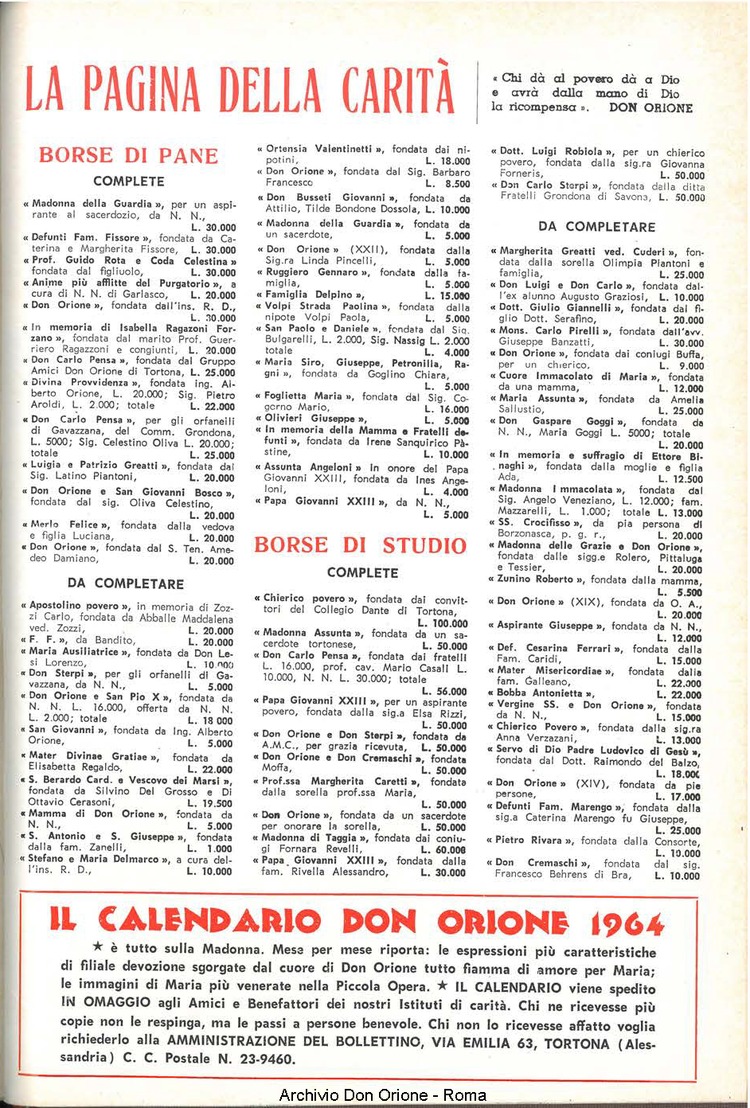 LA PAGINA DELLA CARITÀ
« Chi dà al povero dà a Dio
e avrà dalla mano di Dio
la ricompensa ». DON ORIONE
BORSE DI PANE
COMPLETE
« Madonna della Guardia », per un aspi-
rante al sacerdozio, da N. N.,
L. 30.000
« Defunti Fam. Fissore », fondata da Ca-
terina e Margherita Fissore, L. 30.000
« Prof. Guido Rota e Coda Celestina »
fondata dal figliuolo, L. 30.000
« Anime più afflitte del Purgatorio », a
cura di N. N. di Garlasco, L. 20.000
« Don Orione », fondata dall'ins. R. D.,
L. 30.000
« In memoria di Isabella Ragazoni For-
zano », fondata dal marito Prof. Guer-
riero Ragazzoni e congiunti, L. 20.000
« Don Carlo Pensa », fondata dal Gruppo
Amici Don Orione di Tortona, L. 25.000
« Divina Provvidenza », fondata ing. Al-
berto Orione, L. 20.000; Sig. Pietro
Aroldi, L. 2.000; totale L. 22.000
« Don Carlo Pensa », per gli orfanelli
di Gavazzana, del Comm. Grondona,
L. 5000; Sig. Celestino Oliva L. 20.000;
totale L. 25.000
« Luigia e Patrizio Greatti », fondata dal
Sig. Latino Piantoni, L. 20.000
« Don Orione e San Giovanni Bosco »,
fondata dal sig. Oliva Celestino,
L. 20.000
« Merlo Felice », fondata dalla vedova
e figlia Luciana, L. 20.000
« Don Orione », fondata dal S. Ten. Ame-
deo Damiano, L. 20.000
DA COMPLETARE
« Apostolino povero », in memoria di Zoz-
zi Carlo, fondata da Abballe Maddalena
ved. Zozzi, L. 20.000
« F. F. », da Bandito, L. 20.000
« Maria Ausiliatrice », fondata da Don Le-
si Lorenzo, L. 10.000
« Don Sterpi », per gli orfanelli di Ga-
vazzana, da N. N., L. 5.000
« Don Orione e San Pio X », fondata da
N. N. L. 16.000, offerta da N. N.
L. 2.000; totale L. 18 000
« San Giovanni », fondata da Ing. Alberto
Orione, L. 5.000
« Mater Divinae Gratiae », fondata da
Elisabetta Regaldo, L. 22.000
« S. Berardo Card. e Vescovo dei Marsi »,
fondata da Silvino Del Grosso e Di
Ottavio Cerasoni, L. 19.500
« Mamma di Don Orione », fondata da
N. N., L. 5.000
« S. Antonio e S. Giuseppe », fondata
dalla fam. Zanelli, L. 1.000
« Stefano e Maria Delmarco », a cura del-
l'ins. R. D., L. 10.000
« Ortensia Valentinetti », fondata dai ni-
potini, L. 18.000
« Don Orione », fondata dal Sig. Barbaro
Francesco L. 8.500
« Don Busseti Giovanni », fondata da
Attilio, Tilde Bondone Dossola, L. 10.000
« Madonna della Guardia », fondata da
un sacerdote, L. 5.000
« Don Orione » (XXII), fondata dalla
Sig.ra Linda Pincelli, L. 5.000
« Ruggiero Gennaro », fondata dalla fa-
miglia, L. 5.000
« Famiglia Delpino », L. 15.000
« Volpi Strada Paolina », fondata dalla
nipote Volpi Paola, L. 5.000
« San Paolo e Daniele », fondata dal Sig.
Bulgarelli, L. 2.000, Sig. Nassig L. 2.000
totale L. 4.000
« Maria Siro, Giuseppe, Petronilla, Ra-
gni », fondata da Goglino Chiara,
L. 5.000
« Foglietta Maria », fondata dal Sig. Co-
gorno Mario, L. 16.000
« Olivieri Giuseppe », L. 5.000
« In memoria della Mamma e Fratelli de-
funti », fondata da Irene Sanquirico Pà-
stine, L. 10.000
« Assunta Angeloni » In onore del Papa
Giovanni XXIII, fondata da Ines Ange-
loni, L. 4.000
« Papa Giovanni XXIII », da N. N.,
L. 5.000
BORSE DI STUDIO
COMPLETE
« Chierico povero », fondata dai convit-
tori del Collegio Dante di Tortona,
L. 100.000
« Madonna Assunta », fondata da un sa-
cerdote tortonese, L. 50.000
« Don Carlo Pensa », fondata dai fratelli
L. 16.000, prof. cav. Mario Casali L.
10.000, N. N. L. 30.000; totale
L. 56.000
« Papa Giovanni XXIII », per un aspirante
povero, fondata dalla sig.a Elsa Rizzi,
L. 50.000
« Don Orione e Don Sterpi », fondata da
A.M.C., per grazia ricevuta, L. 50.000
« Don Orione e Don Cremaschi », fondata
Moffa, L. 50.000
« Prof.ssa Margherita Caretti », fondata
dalla sorella prof.ssa Maria,
L. 50.000
« Don Orione », fondata da un sacerdote
per onorare la sorella, L. 50.000
« Madonna di Taggia », fondata dai coniu-
gi Fornara Revelli, L. 60.000
« Papa Giovanni XXIII », fondata dalla
fam. Rivella Alessandro, L. 30.000
« Dott. Luigi Robiola », per un chierico
povero, fondata dalla sig.ra Giovanna
Forneris, L. 50.000
« Don Carlo Sterpi », fondata dalla ditta
Fratelli Grondona di Savona, L. 50.000
DA COMPLETARE
« Margherita Greatti ved. Cuderi », fon-
data dalla sorella Olimpia Plantoni e
famiglia, L. 25.000
« Don Luigi e Don Carlo », fondata dal-
l'ex alunno Augusto Graziosi, L. 10.000
« Dott. Giulio Giannelli », fondata dal fi-
glio Dott. Serafino, L. 20.000
« Mons. Carlo Pirelli », fondata dall'avv.
Giuseppe Banzatti, L. 30.000
« Don Orione », fondata dai coniugi Buffa,
per un chierico, L. 9.000
« Cuore Immacolato di Maria », fondata
da una mamma, L. 12.000
« Maria Assunta », fondata da Amelia
Sallustio, L. 25.000
« Don Gaspare Goggi », fondata da
N. N., Maria Goggi L. 5000; totale
L. 20.000
« In memoria e suffragio di Ettore Bi-
naghi », fondata dalla moglie e figlia
Ada, L. 12.500
« Madonna Immacolata », fondata dal
Sig. Angelo Veneziano, L. 12.000; fam.
Mazzarelli, L. 1.000; totale L. 13.000
« SS. Crocifisso », da pia persona di
Borzonasca, p. g. r., L. 20.000
« Madonna delle Grazie e Don Orione »,
fondata dalle sigg.e Rolero, Pittaluga
e Tessier, L. 20.000
« Zunino Roberto », fondata dalla mamma,
L. 5.500
« Don Orione » (XIX), fondata da O. A.,
L. 20.000
« Aspirante Giuseppe », fondata da N. N.,
L. 12.000
« Def. Cesarina Ferrari », fondata dalla
Fam. Caridi, L. 15.000
« Mater Misericordiae », fondata dalla
fam. Galleano, L. 22.000
« Bobba Antonietta », L. 22.000
« Vergine SS. e Don Orione », fondata
da N. N., L. 15.000
« Chierico Povero », fondata dalla sig.ra
Anna Verzazani, L. 13.000
« Servo di Dio Padre Ludovico di Gesù »,
fondata dal Dott. Raimondo del Balzo,
L. 18.000
« Don Orione » (XIV), fondata da pie
persone, L. 17.000
« Defunti Fam. Marengo », fondata dalla
sig.a Caterina Marengo fu Giuseppe,
L. 25.000
« Pietro Rivara », fondata dalla Consorte,
L. 10.000
« Don Cremaschi », fondata dal sig.
Francesco Behrens di Bra, L. 10.000
IL CALENDARIO DON ORIONE 1964
★ è tutto sulla Madonna. Mese per mese riporta: le espressioni più caratteristiche
di filiale devozione sgorgate dal cuore di Don Orione tutto fiamma di amore per Maria;
le immagini di Maria più venerate nella Piccola Opera. ★ IL CALENDARIO viene spedito
IN OMAGGIO agli Amici e Benefattori dei nostri Istituti di carità. Chi ne ricevesse più
copie non le respinga, ma le passi a persone benevole. Chi non lo ricevesse affatto voglia
richiederlo alla AMMINISTRAZIONE DEL BOLLETTINO, VIA EMILIA 63, TORTONA (Ales-
sandria) C. C. Postale N. 23-9460.
Archivio Don Orione - Roma